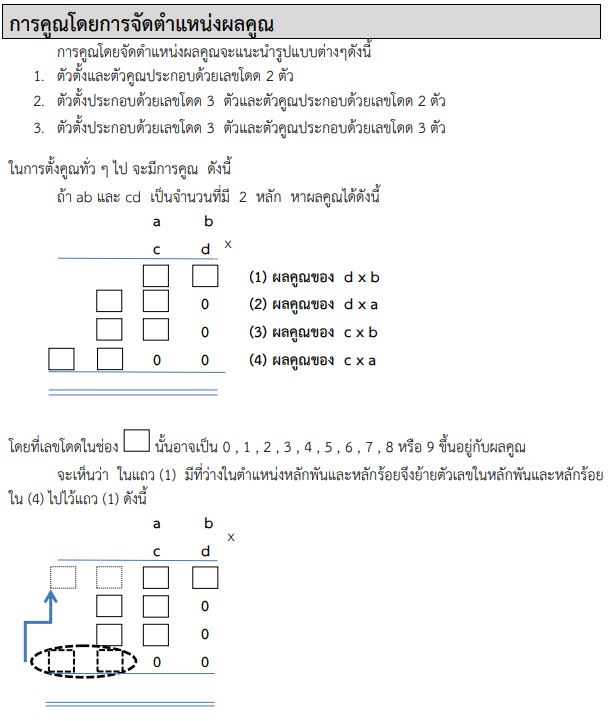 การคูณโดยการจัดตำแหน่งผลคูณ
การคูณโดยจัดตำแหน่งผลคูณจะแนะนำรูปแบบต่างๆดังนี้
1. ตัวตั้งและตัวคูณประกอบด้วยเลขโดด 2 ตัว
2. ตัวตั้งประกอบด้วยเลขโดด 3 ตัวและตัวคูณประกอบด้วยเลขโดด 2 ตัว
3. ตัวตั้งประกอบด้วยเลขโดด 3 ตัวและตัวคูณประกอบด้วยเลขโดด 3 ตัว
ในการตั้งคูณทั่ว ๆ ไป จะมีการคูณ ดังนี้
ถ้า ab และ cd เป็นจำนวนที่มี 2 หลัก หาผลคูณได้ดังนี้
a b
x
c d
(1) ผลคูณของ d x b
0 (2) ผลคูณของ d x a
0 (3) ผลคูณของ c x b
0 0 (4) ผลคูณของ c x a
โดยที่เลขโดดในช่อง นั้นอาจเป็น 0 , 1 , 2 , 3 , 4 , 5 , 6 , 7 , 8 หรือ 9 ขึ้นอยู่กับผลคูณ
จะเห็นว่า ในแถว (1) มีที่ว่างในตำแหน่งหลักพันและหลักร้อยจึงย้ายตัวเลขในหลักพันและหลักร้อย
ใน (4) ไปไว้แถว (1) ดังนี้
a b
x
c d
0
0
0 0